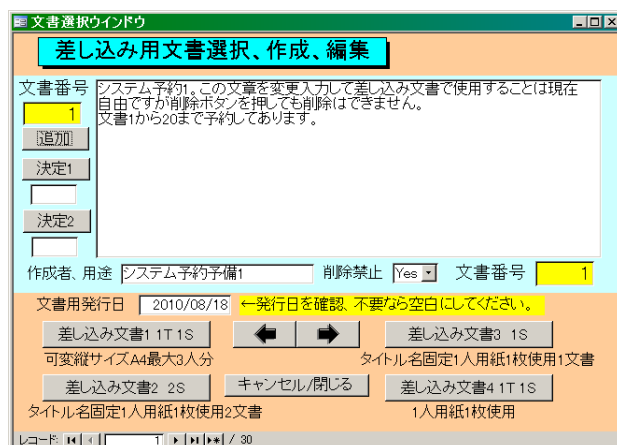 文書選択ウインドウ
差し込み用文書選択、作成、編集
文書番号
1
追加
決定1
決定2
システム予約1。この文章を変更入力して差し込み文書で使用することは現在
自由ですが削除ボタンを押しても削除はできません。
文書1から20まで予約してあります。
作成者、用途 システム予約予備1 削除禁止 Yes 文書番号 1
文書用発行日 2010/08/18 ←発行日を確認、不要なら空白にしてください。
差し込み文書1 1T 1S
差し込み文書3 1S
可変縦サイズA4最大3人分
タイトル名固定1人用紙1枚使用1文書
差し込み文書2 2S
キャンセル/閉じる
差し込み文書4 1T 1S
タイトル名固定1人用紙1枚使用2文書
1人用紙1枚使用
レコード: 1 / 30